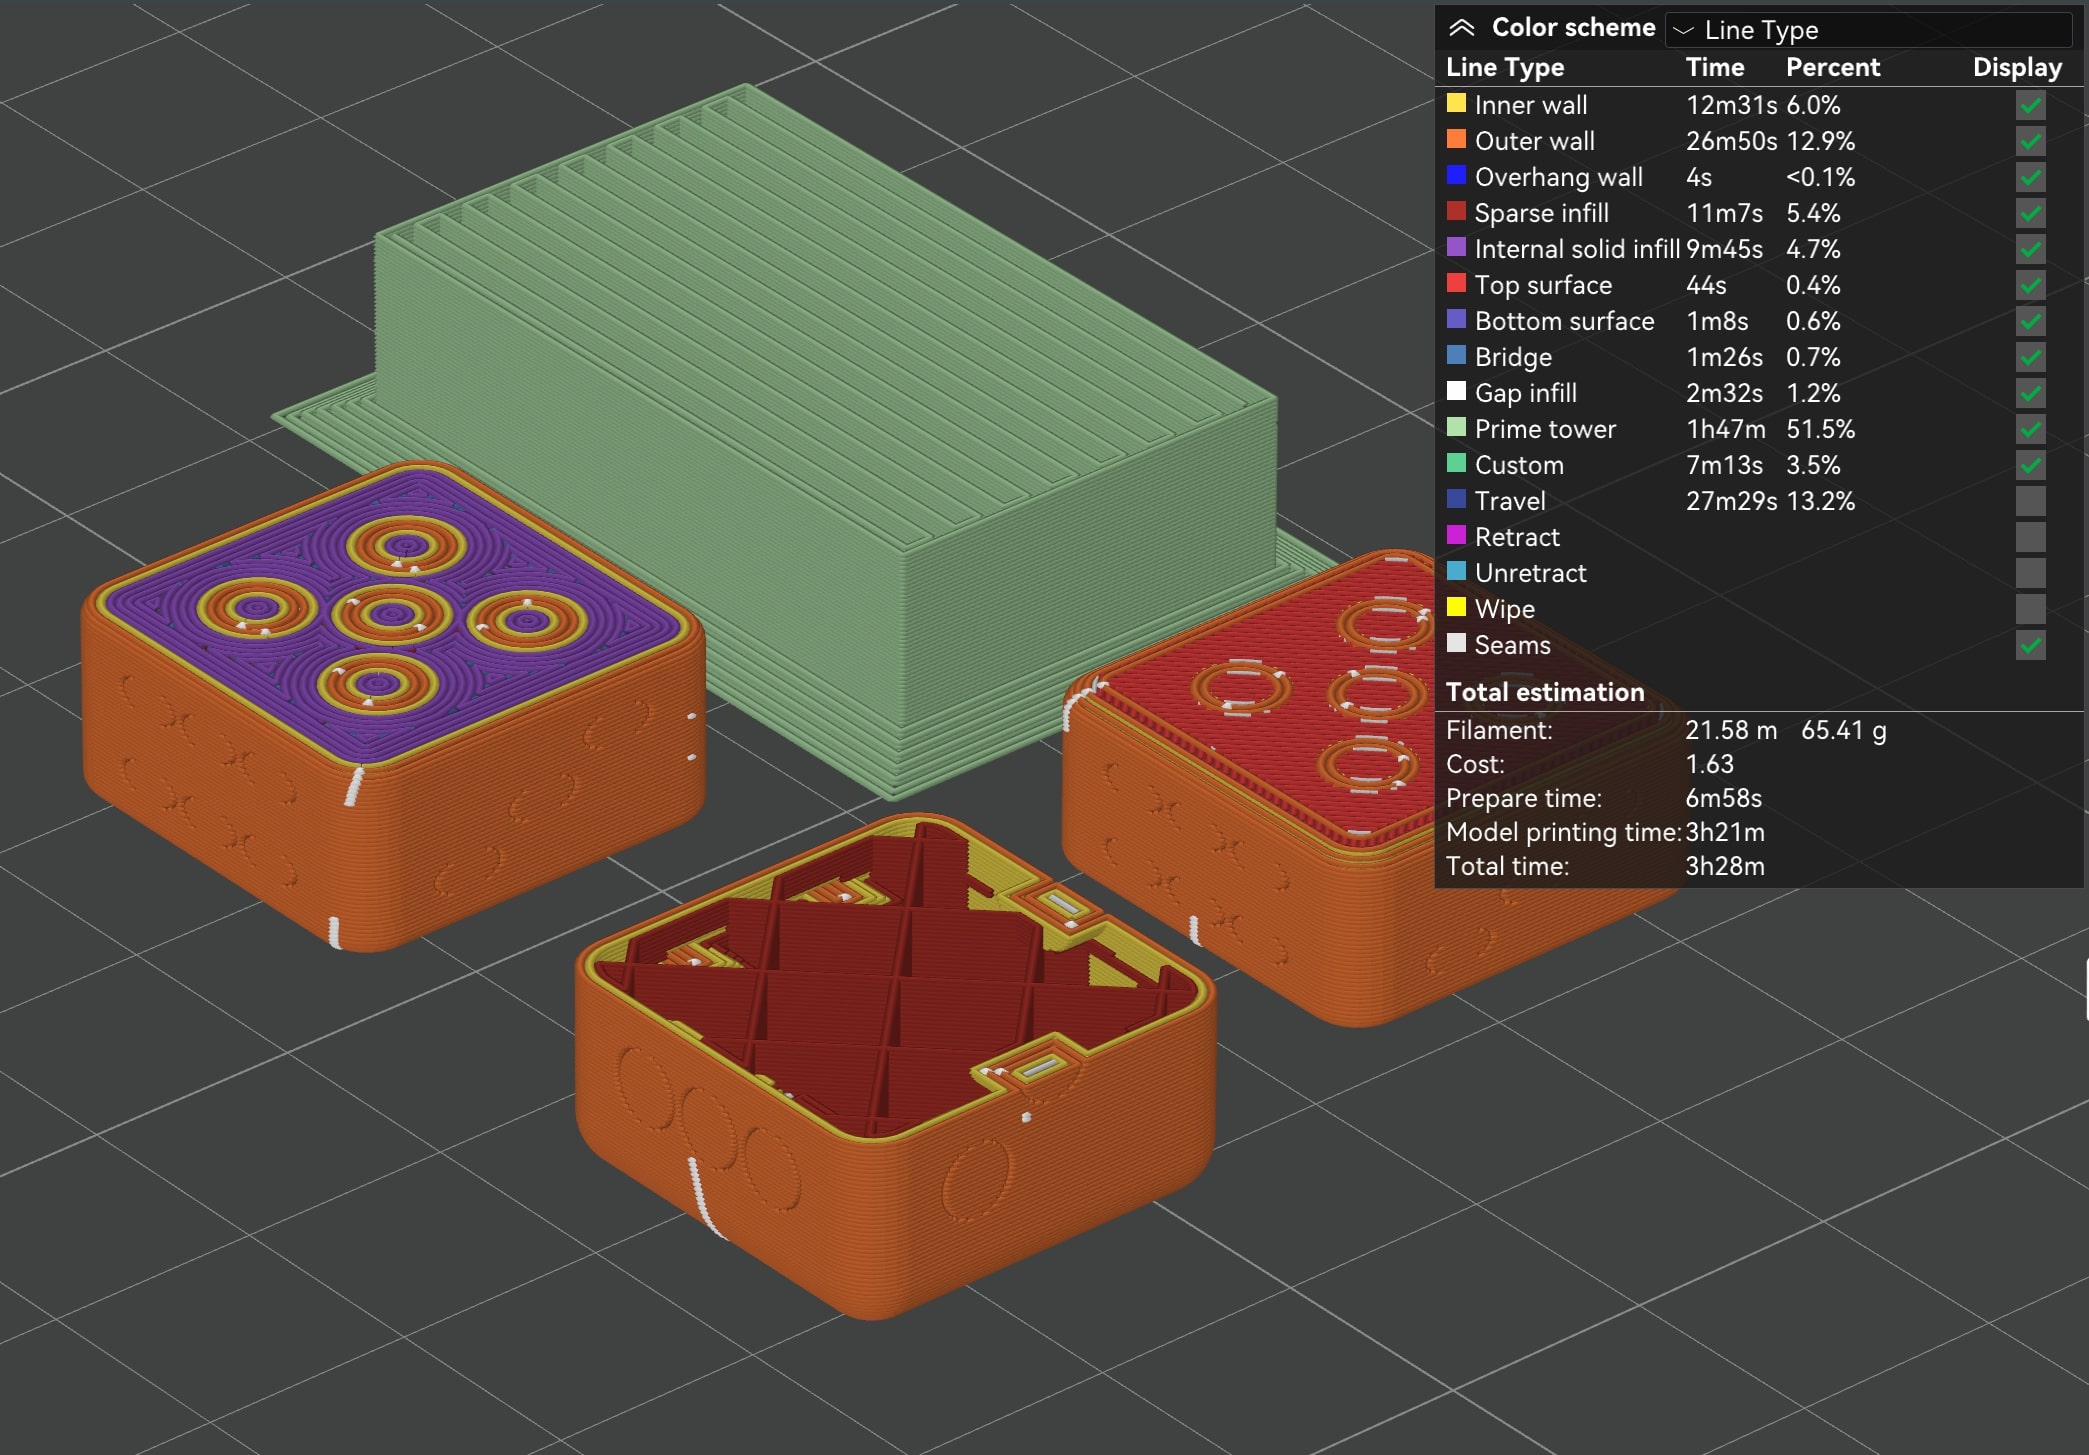 Color scheme Line Type
Line Type Time Percent Display
Inner wall 12m31s 6.0%
Outer wall 26m50s 12.9%
Overhang wall 4s <0.1%
Sparse infill 11m7s 5.4%
Internal solid infill 9m45s 4.7%
Top surface 44s 0.4%
Bottom surface 1m8s 0.6%
Bridge 1m26s 0.7%
Gap infill 2m32s 1.2%
Prime tower 1h47m 51.5%
Custom 7m13s 3.5%
Travel 27m29s 13.2%
Retract
Unretract
Wipe
Seams
Total estimation
Filament: 21.58 m 65.41 g
Cost: 1.63
Prepare time: 6m58s
Model printing time: 3h21m
Total time: 3h28m